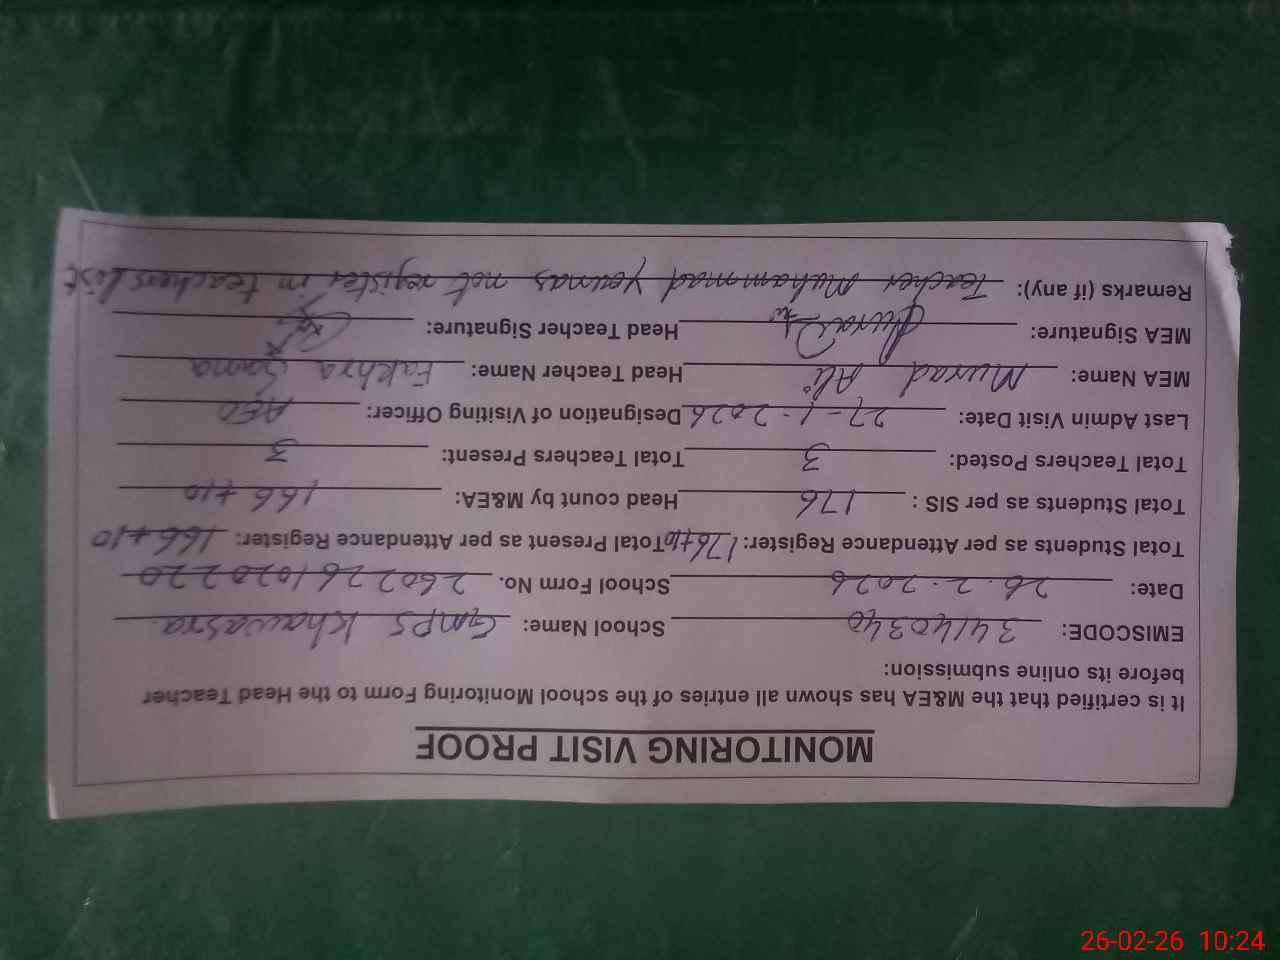 MONITORING VISIT PROOF
It is certified that the M&EA has shown all entries of the school Monitoring Form to the Head Teacher
before its online submission:
EMISCODE: 34140340 School Name: GMPS Khawasra
Date: 26.2.2026 School Form No. 260226102020220
Total Students as per Attendance Register: 176+10 Total Present as per Attendance Register: 166+10
Total Students as per SIS : 176 Head count by M&EA: 166+10
Total Teachers Posted: 3 Total Teachers Present: 3
Last Admin Visit Date: 27-1-2026 Designation of Visiting Officer: AEO
MEA Name: Murad Ali Head Teacher Name: Fakhra Sama
MEA Signature: Murad Head Teacher Signature:
Remarks (if any): Teacher Muhammad younas not register in teachers list
26-02-26 10:24